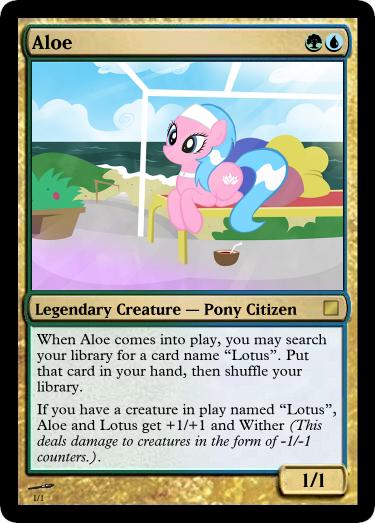 Aloe
Legendary Creature — Pony Citizen
When Aloe comes into play, you may search
your library for a card name “Lotus”. Put
that card in your hand, then shuffle your
library.
If you have a creature in play named “Lotus”,
Aloe and Lotus get +1/+1 and Wither (This
deals damage to creatures in the form of -1/-1
counters.).
1/1
1/1